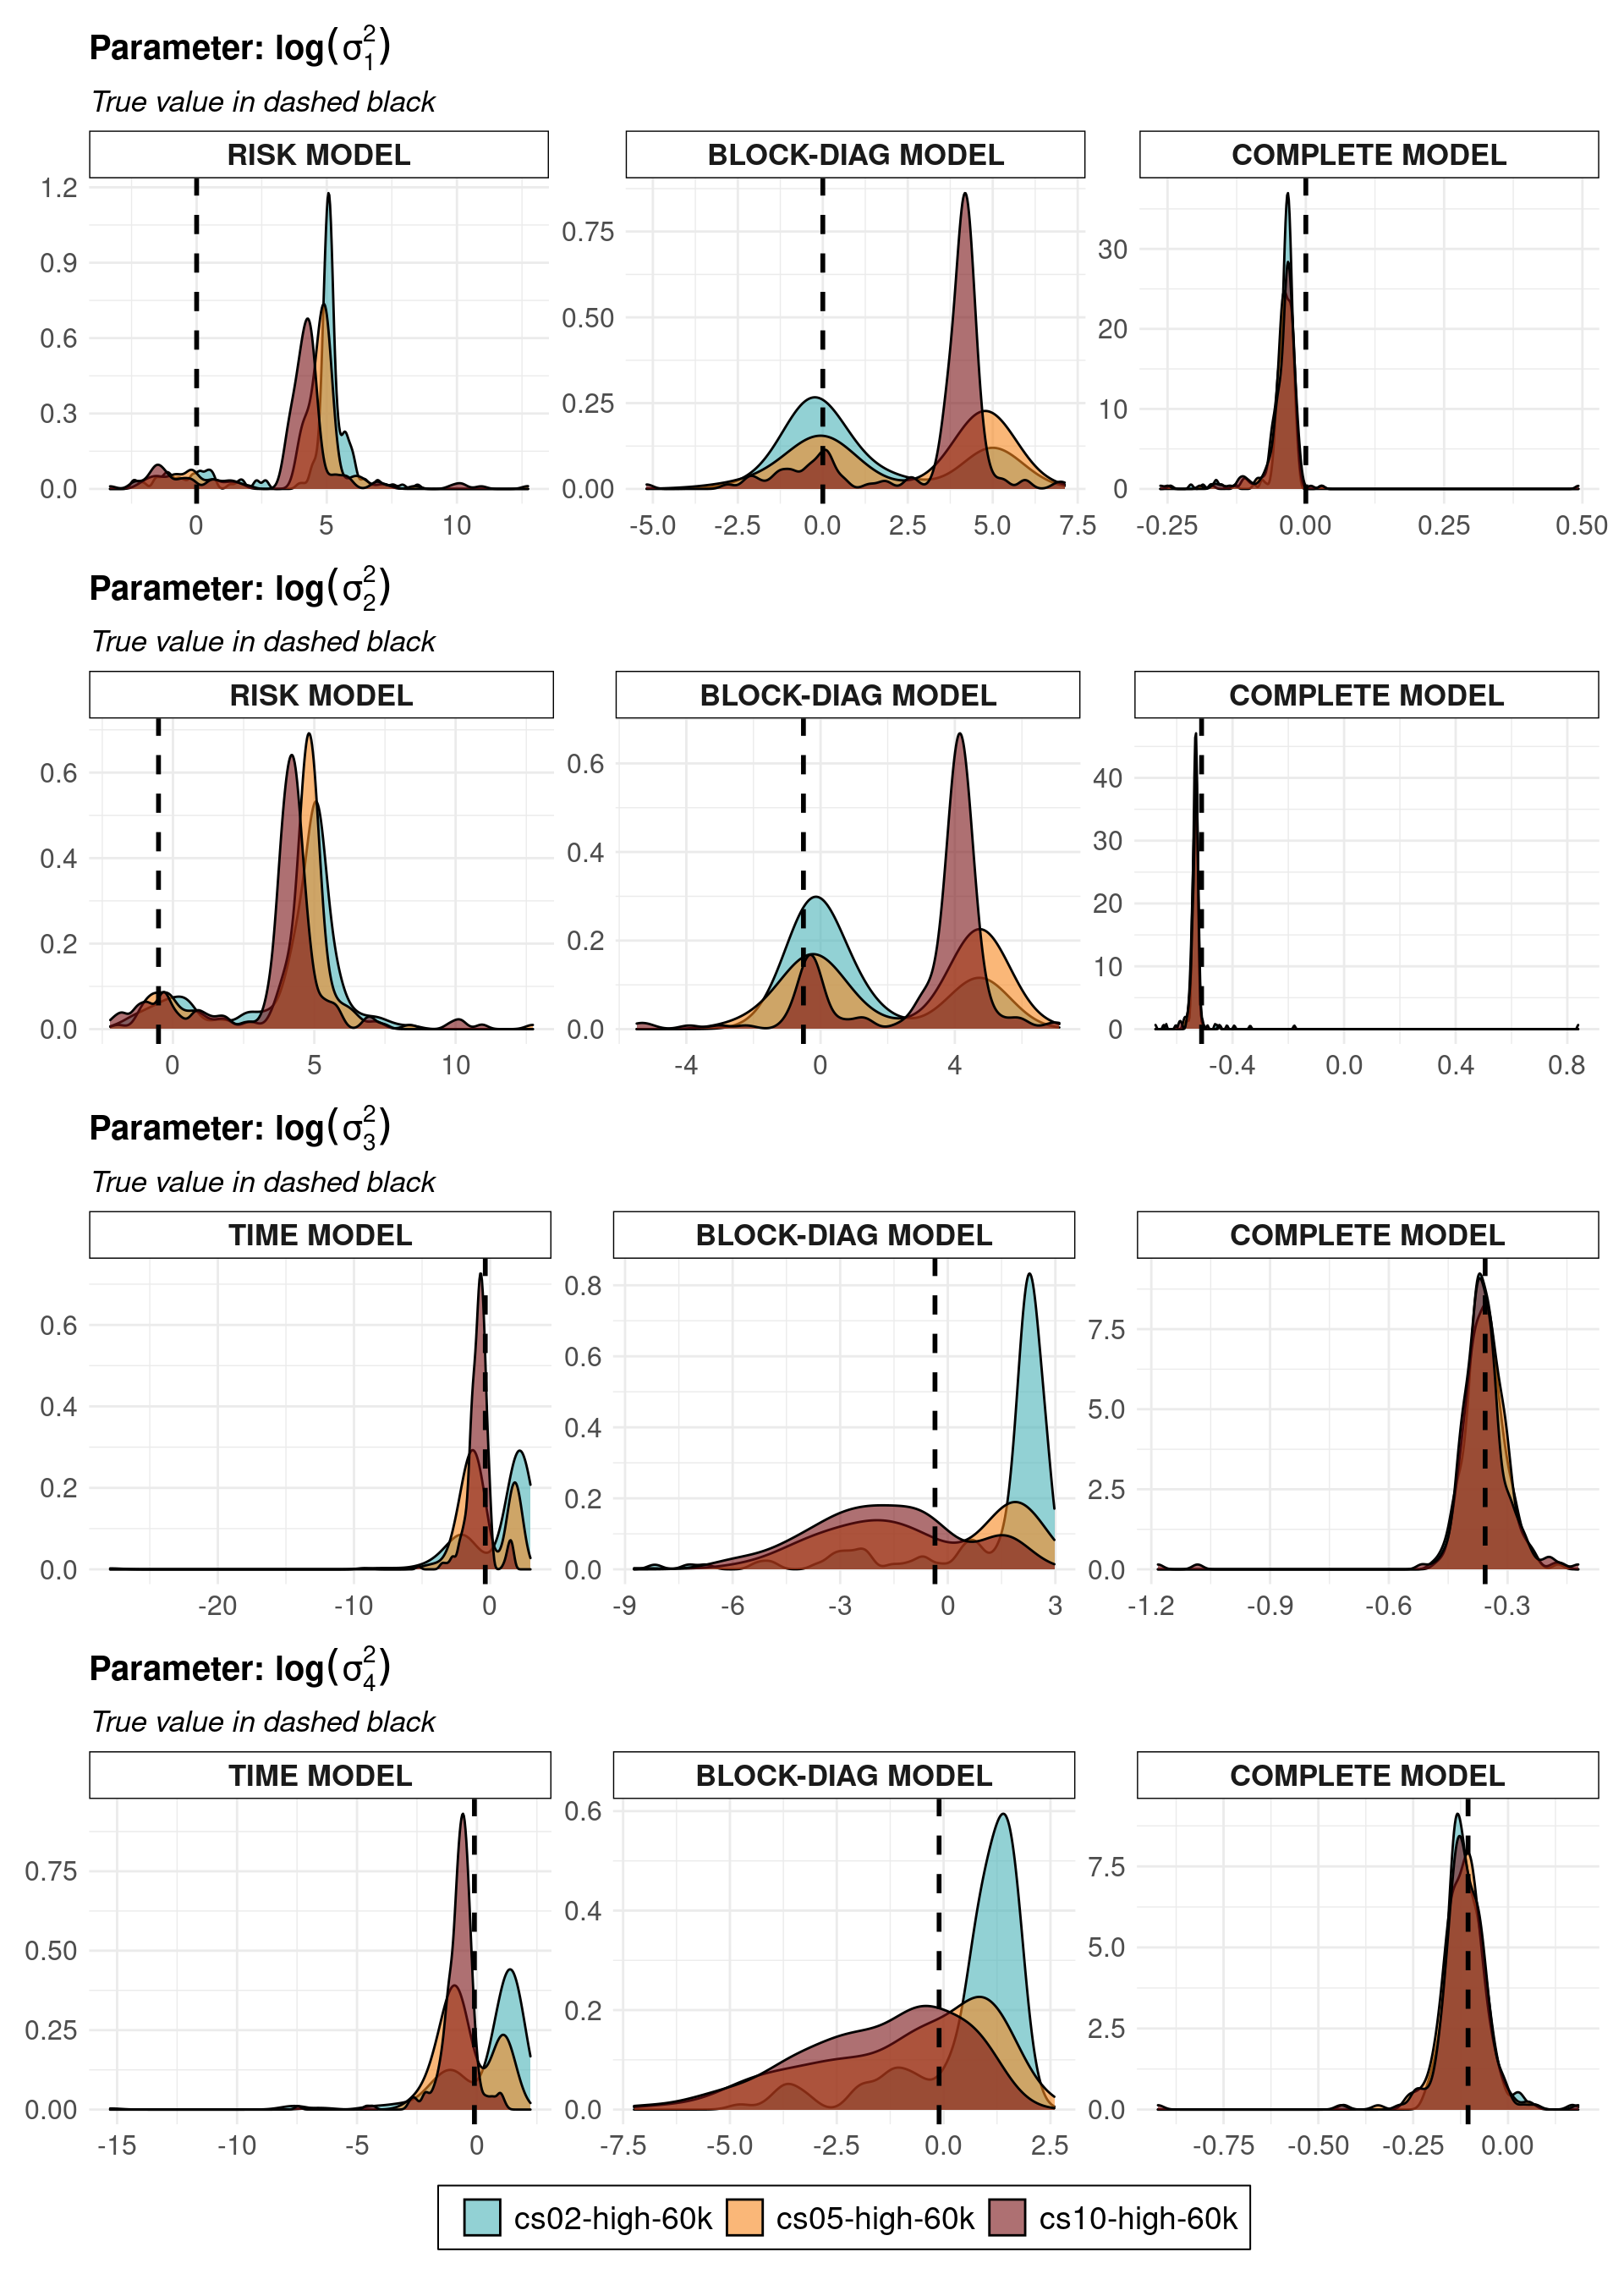 Parameter: log(σ₁²)
True value in dashed black
RISK MODEL BLOCK-DIAG MODEL COMPLETE MODEL
1.2
0.9
0.6
0.3
0.0
0.75
0.50
0.25
0.00
30
20
10
0
0 5 10
-5.0 -2.5 0.0 2.5 5.0 7.5
-0.25 0.00 0.25 0.50
Parameter: log(σ₂²)
True value in dashed black
RISK MODEL BLOCK-DIAG MODEL COMPLETE MODEL
0.6
0.4
0.2
0.0
0.6
0.4
0.2
0.0
40
30
20
10
0
0 5 10
-4 0 4
-0.4 0.0 0.4 0.8
Parameter: log(σ₃²)
True value in dashed black
TIME MODEL BLOCK-DIAG MODEL COMPLETE MODEL
0.6
0.4
0.2
0.0
0.8
0.6
0.4
0.2
0.0
7.5
5.0
2.5
0.0
-20 -10 0
-9 -6 -3 0 3
-1.2 -0.9 -0.6 -0.3
Parameter: log(σ₄²)
True value in dashed black
TIME MODEL BLOCK-DIAG MODEL COMPLETE MODEL
0.75
0.50
0.25
0.00
0.6
0.4
0.2
0.0
7.5
5.0
2.5
0.0
-15 -10 -5 0
-7.5 -5.0 -2.5 0.0 2.5
-0.75 -0.50 -0.25 0.00
cs02-high-60k cs05-high-60k cs10-high-60k